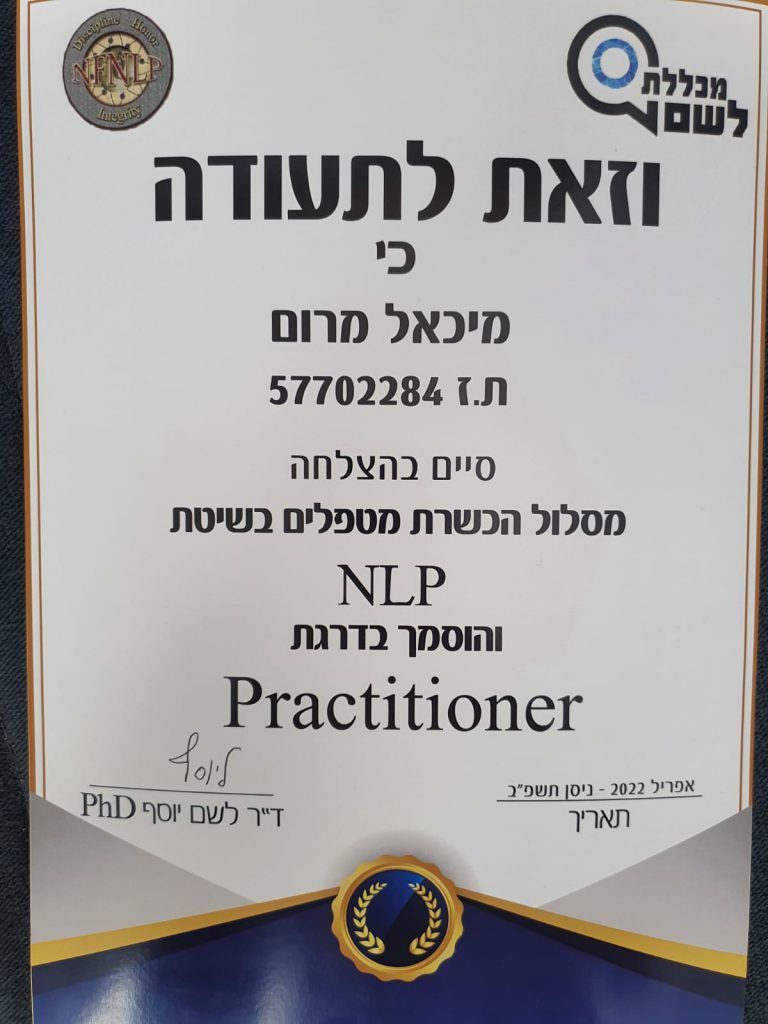 Discipline · Honor
NFNLP
Integrity
מכללת
לשם
וזאת לתעודה
כי
מיכאל מרום
ת.ז 57702284
סיים בהצלחה
מסלול הכשרת מטפלים בשיטת
NLP
והוסמך בדרגת
Practitioner
אפריל 2022 - ניסן תשפ"ב
תאריך
ד"ר לשם יוסף PhD